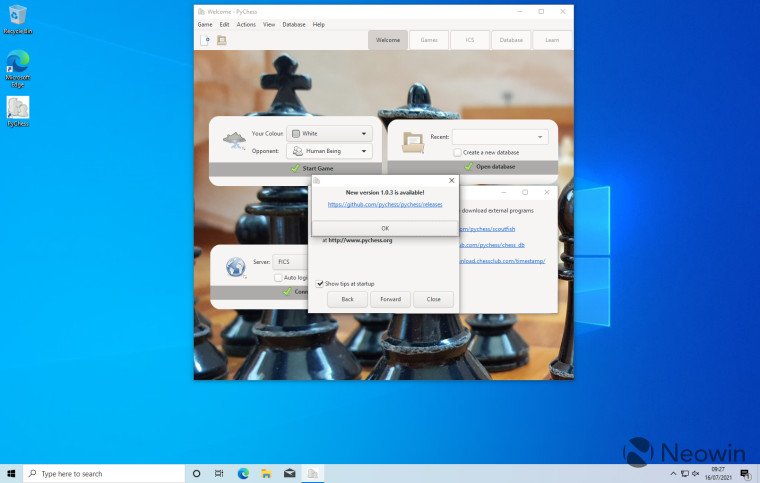 Recycle Bin
Microsoft
Edge
PyChess
Welcome - PyChess
Game Edit Actions View Database Help
Welcome Games ICS Database Learn
Your Colour: White
Opponent: Human Being
Start Game
Recent:
Create a new database
Open database
New version 1.0.3 is available!
https://github.com/pychess/pychess/releases
OK
at http://www.pychess.org
Show tips at startup
Back Forward Close
download external programs
.com/pychess/scoutfish
.com/pychess/chess_db
.chessclub.com/timestamp/
Server: FICS
Auto logi
Conn
Neowin
Type here to search
09:27
16/07/2021